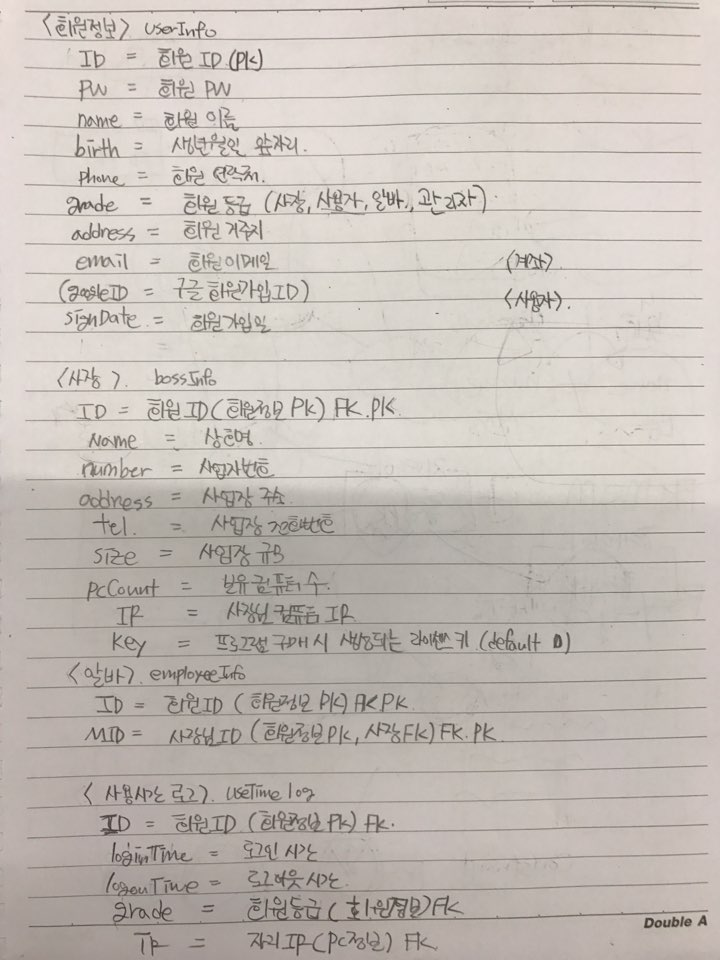 <회원정보> userInfo
ID = 회원 ID (PK)
PW = 회원 PW
name = 회원 이름
birth = 생년월일 앞자리.
phone = 회원 연락처.
grade = 회원 등급 (사장, 사용자, 알바, 관리자)
address = 회원 거주지
email = 회원이메일 (계좌).
(googleID = 구글 회원가입 ID) <사용자>.
signDate = 회원가입일
<사장>. bossInfo
ID = 회원 ID (회원정보 PK) FK. PK.
Name = 상호명.
number = 사업자번호
address = 사업장 주소
tel. = 사업장 전화번호
size = 사업장 규모
pcCount = 보유 컴퓨터 수.
IP = 사장님 컴퓨터 IP
Key = 프로그램 구매 시 사용되는 라이센스 키 (default 0)
<알바>. employeeInfo
ID = 회원ID (회원정보 PK) FK PK.
MID = 사장님ID (회원정보PK, 사장FK) FK. PK.
<사용시간 로그>. useTime log
ID = 회원ID (회원정보 PK) FK.
loginTime = 로그인 시간
logouTime = 로그아웃 시간.
grade = 회원등급 (회원정보) FK
IP = 자리 IP (PC정보) FK.
Double A